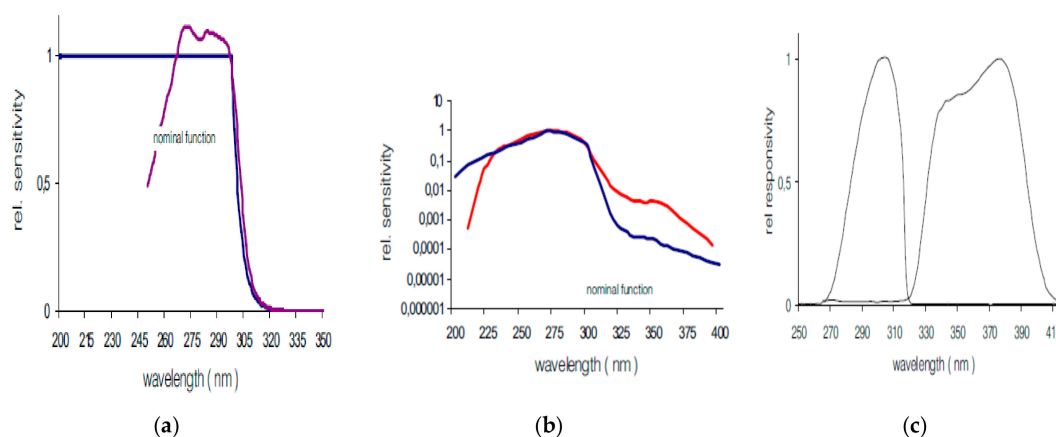 1
0,5
0
rel. sensitivity
nominal function
200 215 230 245 260 275 290 305 320 335 350
wavelength ( nm )
(a)
10
1
0,1
0,01
0,001
0,0001
0,00001
0,000001
rel. sensitivity
nominal function
200 225 250 275 300 325 350 375 400
wavelength ( nm )
(b)
1
0,5
0
rel responsivity
250 270 290 310 330 350 370 390 41
wavelength ( nm )
(c)